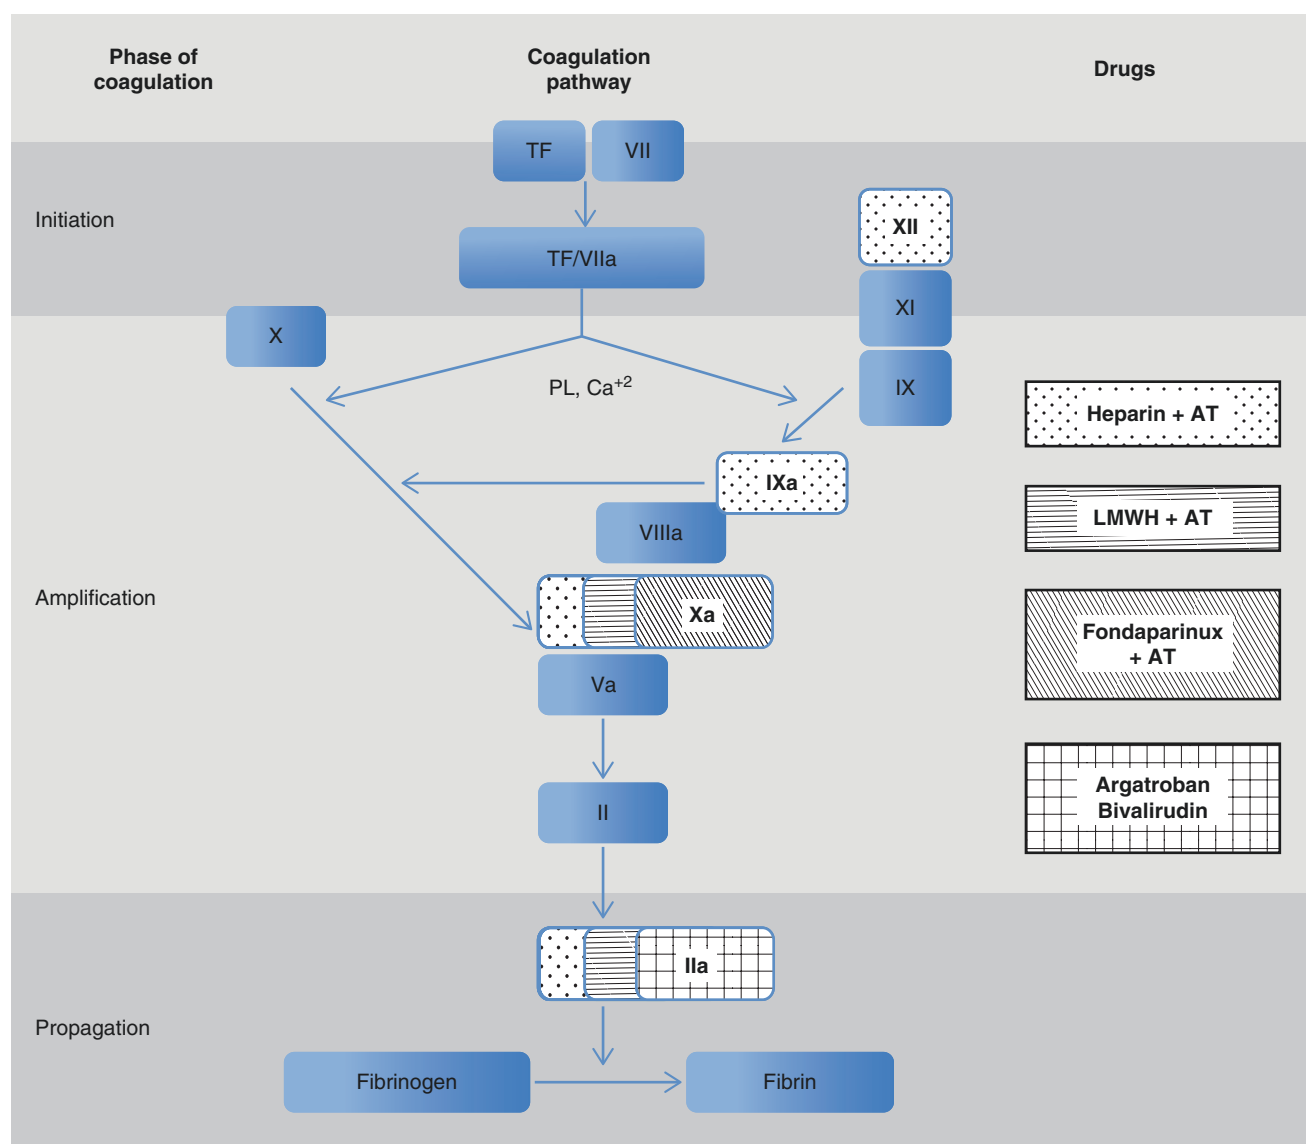 Phase of
coagulation
Coagulation
pathway
Drugs
TF
VII
Initiation
XII
TF/VIIa
XI
X
PL, Ca+2
IX
Heparin + AT
IXa
LMWH + AT
VIIIa
Amplification
Xa
Fondaparinux
+ AT
Va
II
Argatroban
Bivalirudin
IIa
Propagation
Fibrinogen
Fibrin